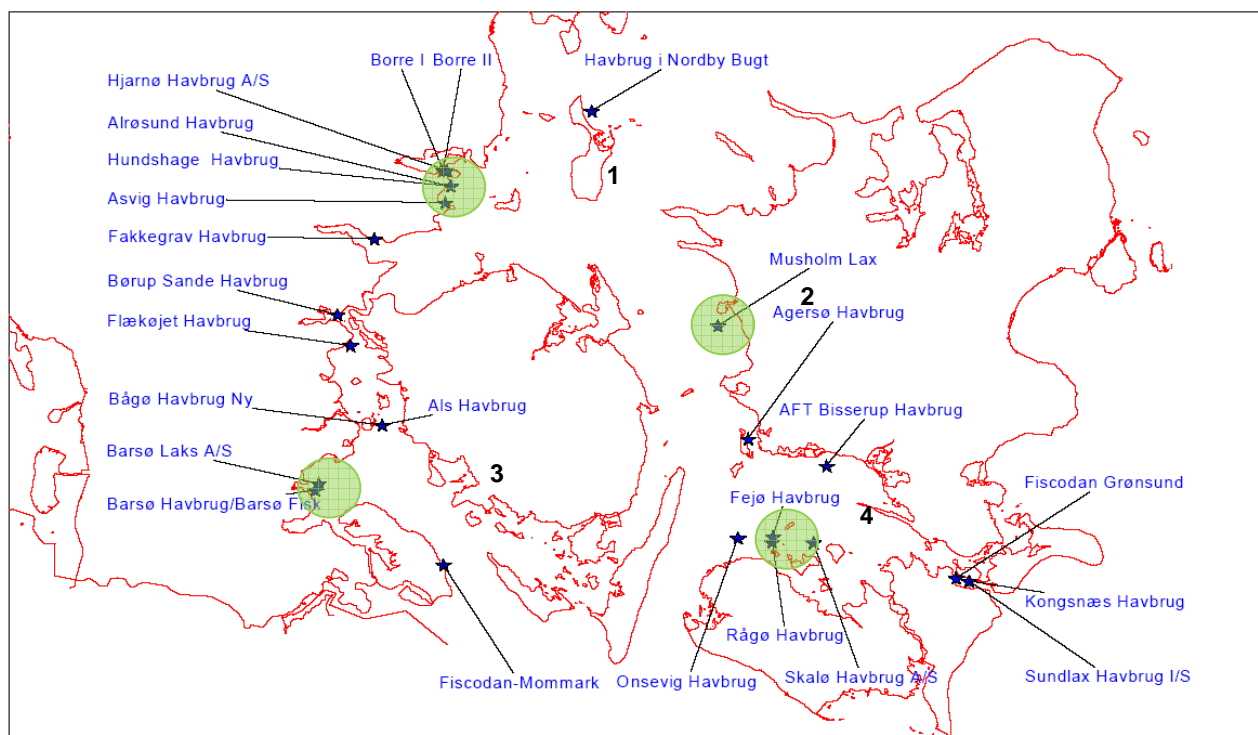 Borre I Borre II
Havbrug i Nordby Bugt
Hjarnø Havbrug A/S
Alrøsund Havbrug
Hundshage Havbrug
1
Asvig Havbrug
Fakkegrav Havbrug
Musholm Lax
Børup Sande Havbrug
2
Agersø Havbrug
Flækøjet Havbrug
Bågø Havbrug Ny
Als Havbrug
AFT Bisserup Havbrug
Barsø Laks A/S
3
Fiscodan Grønsund
Barsø Havbrug/Barsø Fisk
Fejø Havbrug
4
Kongsnæs Havbrug
Rågø Havbrug
Sundlax Havbrug I/S
Fiscodan-Mommark
Onsevig Havbrug
Skalø Havbrug A/S